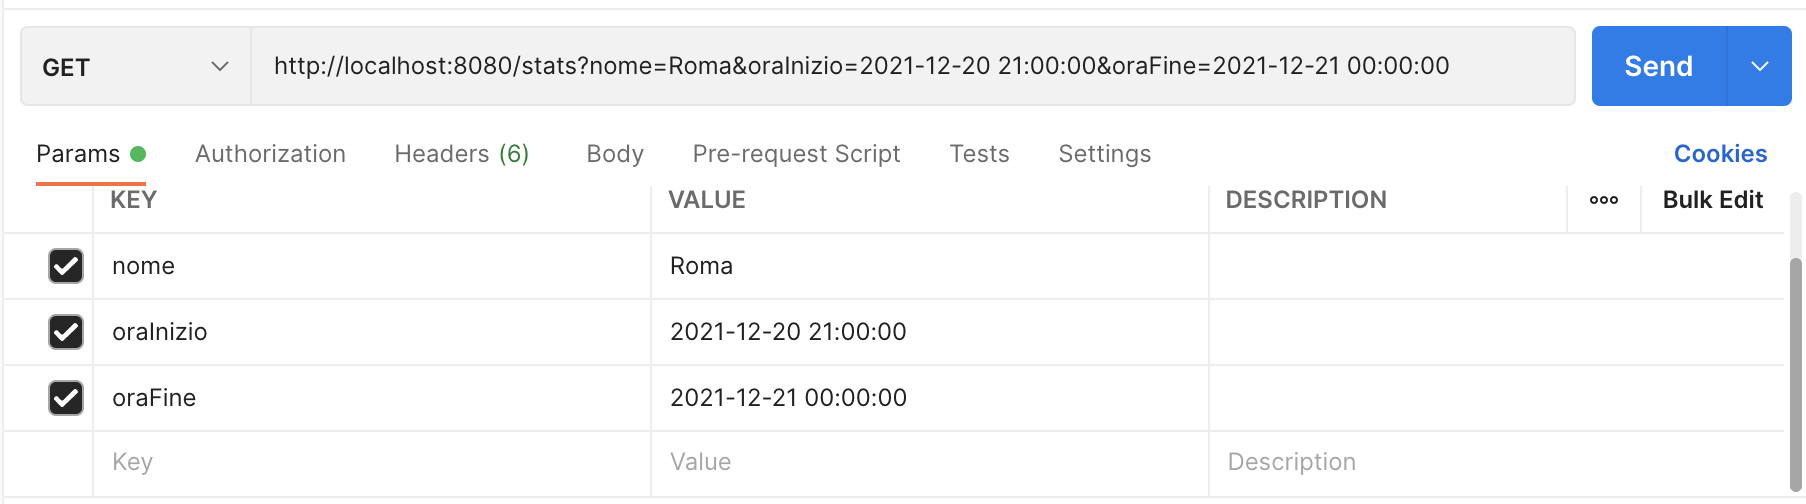 GET http://localhost:8080/stats?nome=Roma&oraInizio=2021-12-20 21:00:00&oraFine=2021-12-21 00:00:00 Send
Params Authorization Headers (6) Body Pre-request Script Tests Settings Cookies
KEY VALUE DESCRIPTION Bulk Edit
nome Roma
oraInizio 2021-12-20 21:00:00
oraFine 2021-12-21 00:00:00
Key Value Description